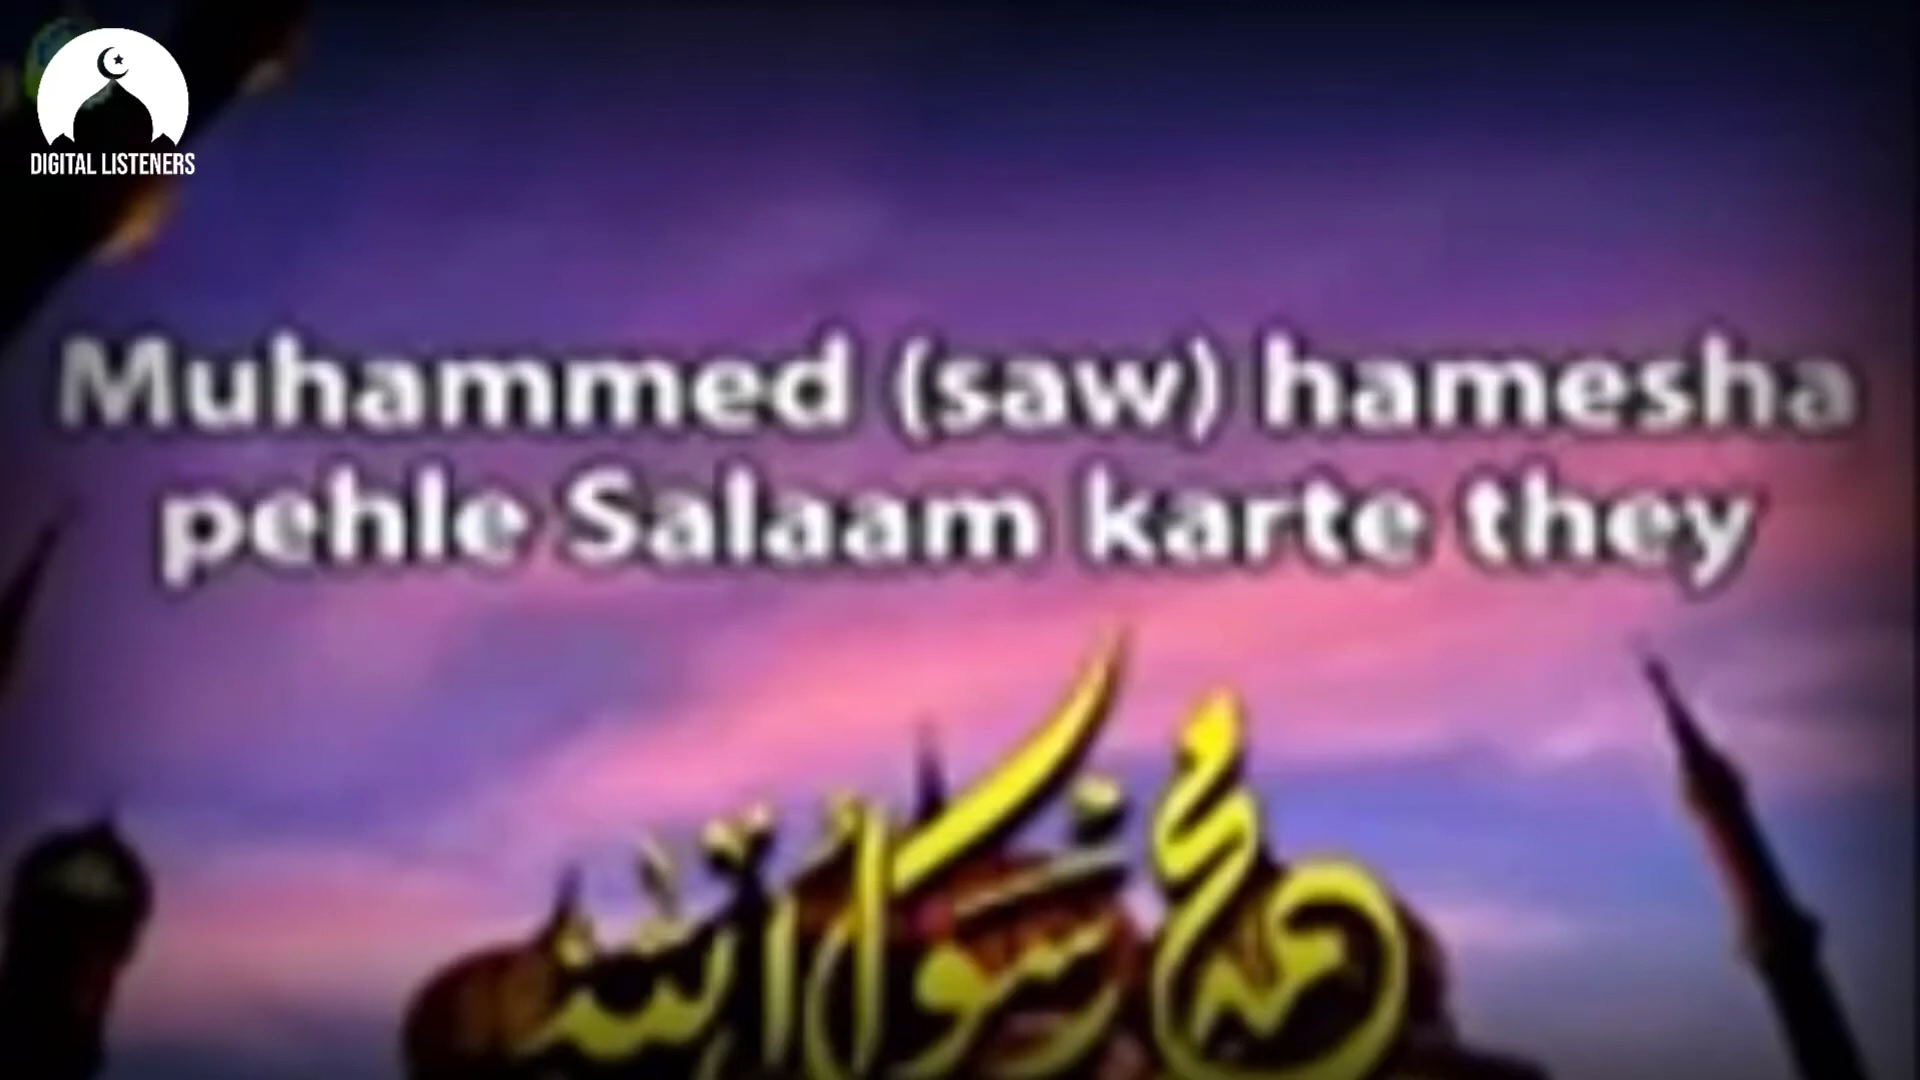 DIGITAL LISTENERS
Muhammed (saw) hamesha
pehle Salaam karte they
محمد رسول الله